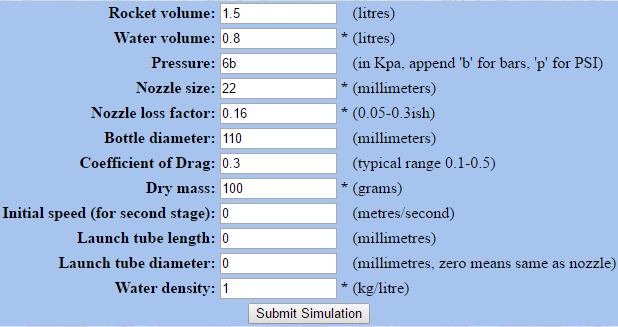 Rocket volume: 1.5 (litres)
Water volume: 0.8 * (litres)
Pressure: 6b (in Kpa, append 'b' for bars, 'p' for PSI)
Nozzle size: 22 * (millimeters)
Nozzle loss factor: 0.16 * (0.05-0.3ish)
Bottle diameter: 110 (millimeters)
Coefficient of Drag: 0.3 (typical range 0.1-0.5)
Dry mass: 100 * (grams)
Initial speed (for second stage): 0 (metres/second)
Launch tube length: 0 (millimetres)
Launch tube diameter: 0 (millimetres, zero means same as nozzle)
Water density: 1 * (kg/litre)
Submit Simulation